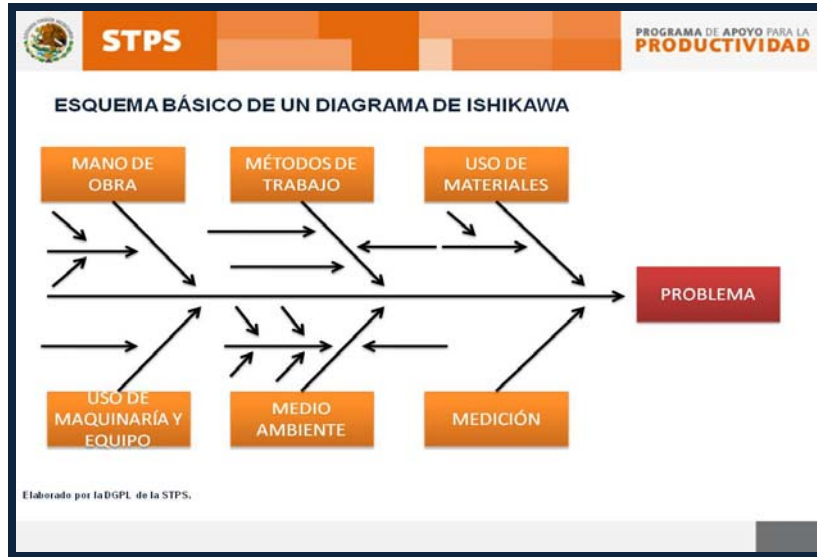 STPS
PROGRAMA DE APOYO PARA LA
PRODUCTIVIDAD
ESQUEMA BÁSICO DE UN DIAGRAMA DE ISHIKAWA
MANO DE
OBRA
MÉTODOS DE
TRABAJO
USO DE
MATERIALES
PROBLEMA
USO DE
MAQUINARÍA Y
EQUIPO
MEDIO
AMBIENTE
MEDICIÓN
Elaborado por la DGPL de la STPS.